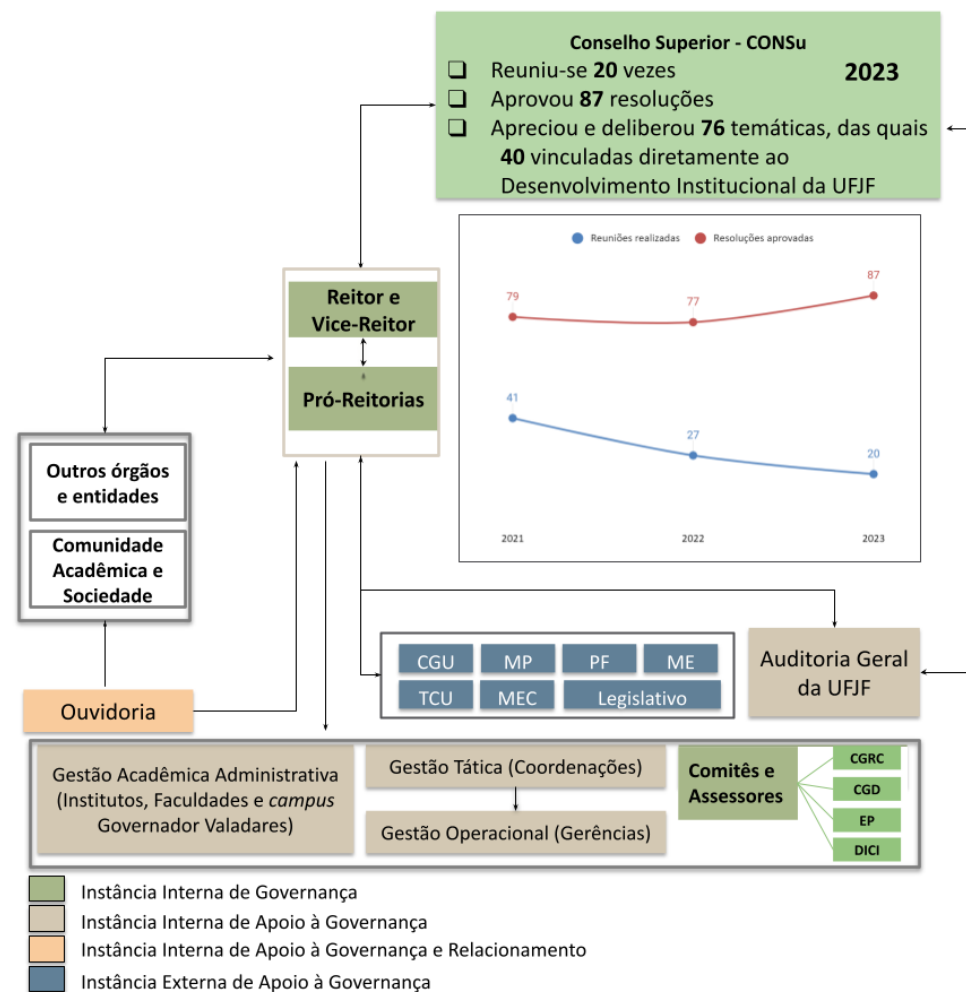 Conselho Superior - CONSu
❑ Reuniu-se 20 vezes
2023
❑ Aprovou 87 resoluções
❑ Apreciou e deliberou 76 temáticas, das quais
40 vinculadas diretamente ao
Desenvolvimento Institucional da UFJF
Reuniões realizadas
Resoluções aprovadas
79
77
87
41
27
20
2021
2022
2023
Reitor e
Vice-Reitor
Pró-Reitorias
Outros órgãos
e entidades
Comunidade
Acadêmica e
Sociedade
Ouvidoria
CGU
MP
PF
ME
TCU
MEC
Legislativo
Auditoria Geral
da UFJF
Gestão Acadêmica Administrativa
(Institutos, Faculdades e campus
Governador Valadares)
Gestão Tática (Coordenações)
Gestão Operacional (Gerências)
Comitês e
Assessores
CGRC
CGD
EP
DICI
Instância Interna de Governança
Instância Interna de Apoio à Governança
Instância Interna de Apoio à Governança e Relacionamento
Instância Externa de Apoio à Governança